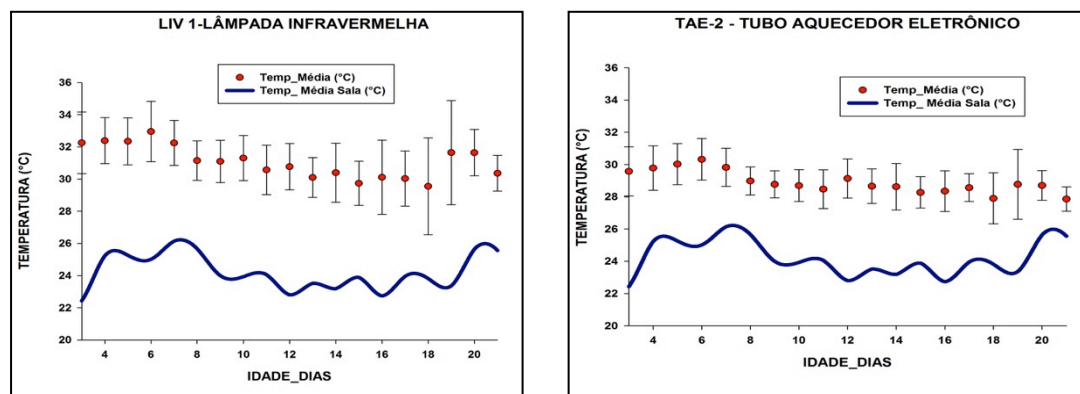 LIV 1-LÂMPADA INFRAVERMELHA
Temp_Média (°C)
Temp_ Média Sala (°C)
TEMPERATURA (°C)
36
34
32
30
28
26
24
22
20
4 6 8 10 12 14 16 18 20
IDADE_DIAS
TAE-2 - TUBO AQUECEDOR ELETRÔNICO
Temp_Média (°C)
Temp_ Média Sala (°C)
TEMPERATURA (°C)
36
34
32
30
28
26
24
22
20
4 6 8 10 12 14 16 18 20
IDADE_DIAS